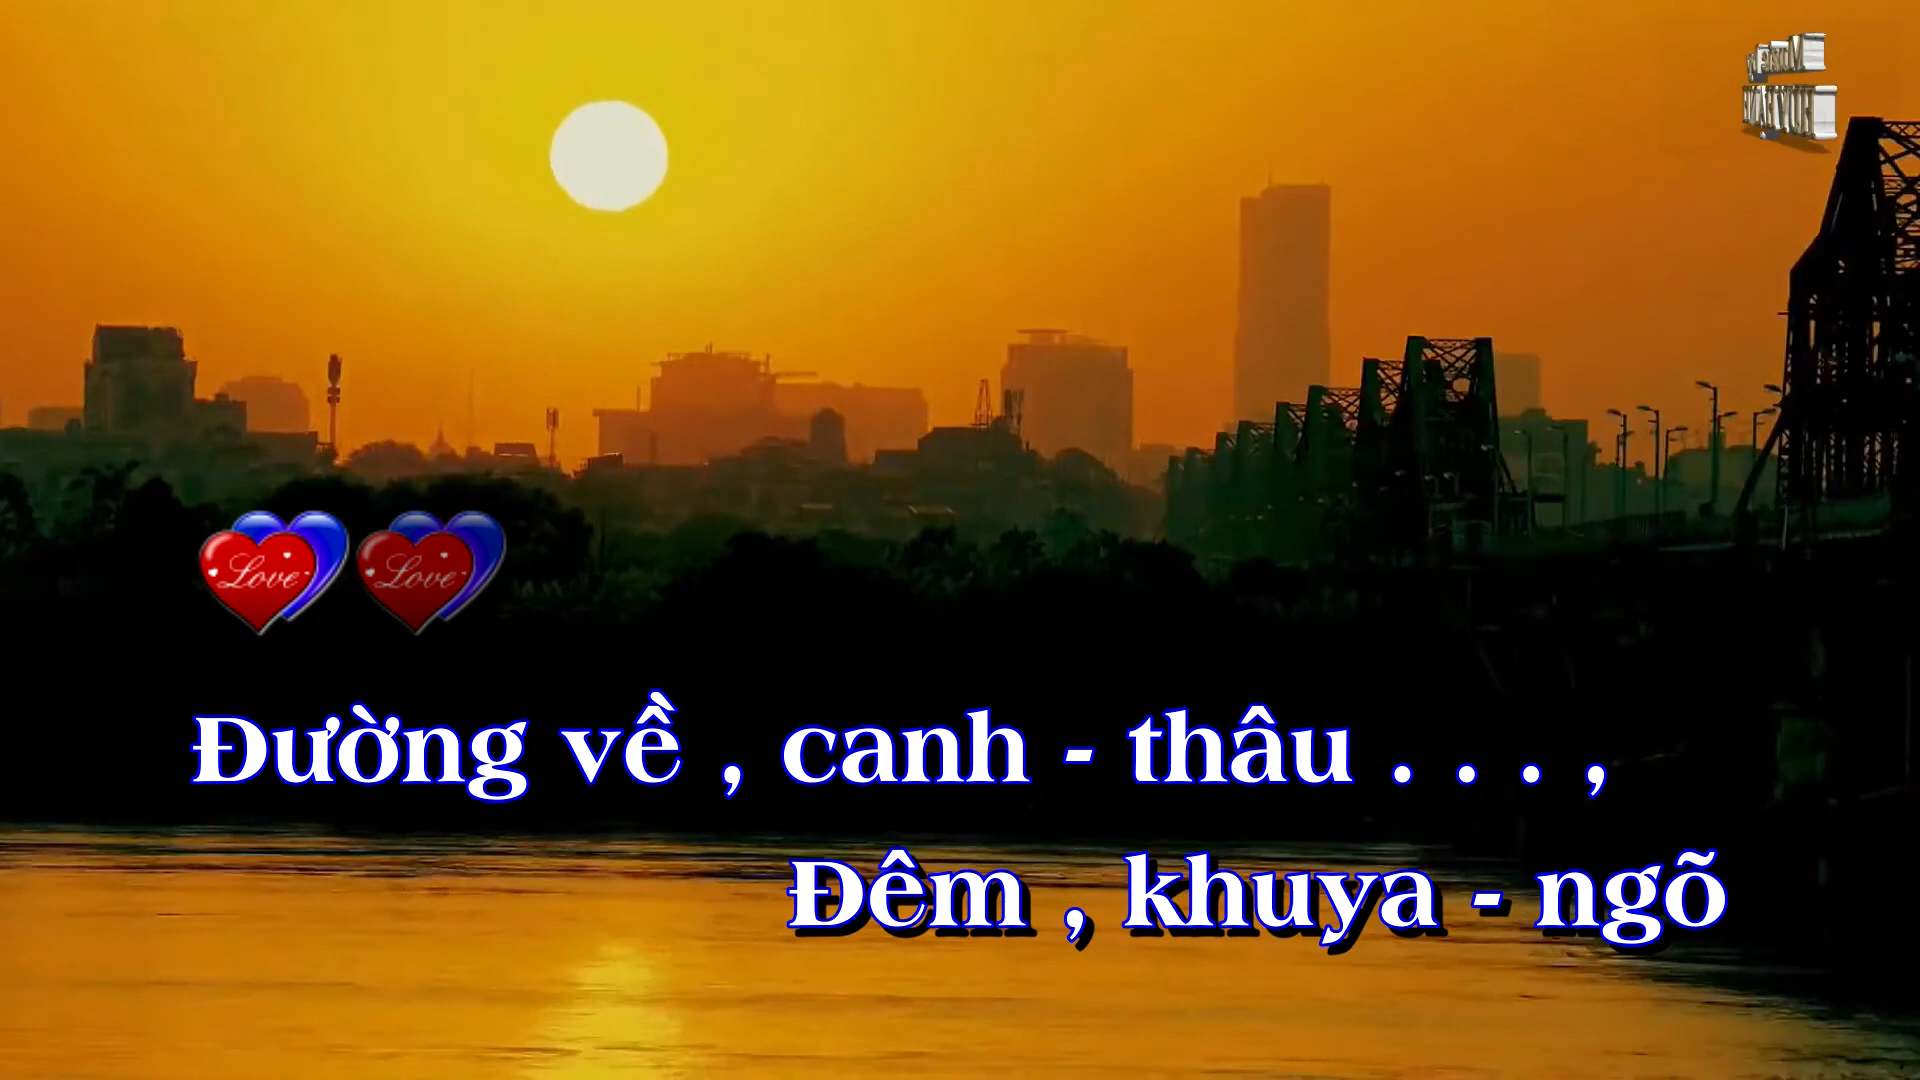 Love Love
Đường về , canh - thâu . . . ,
Đêm , khuya - ngõ